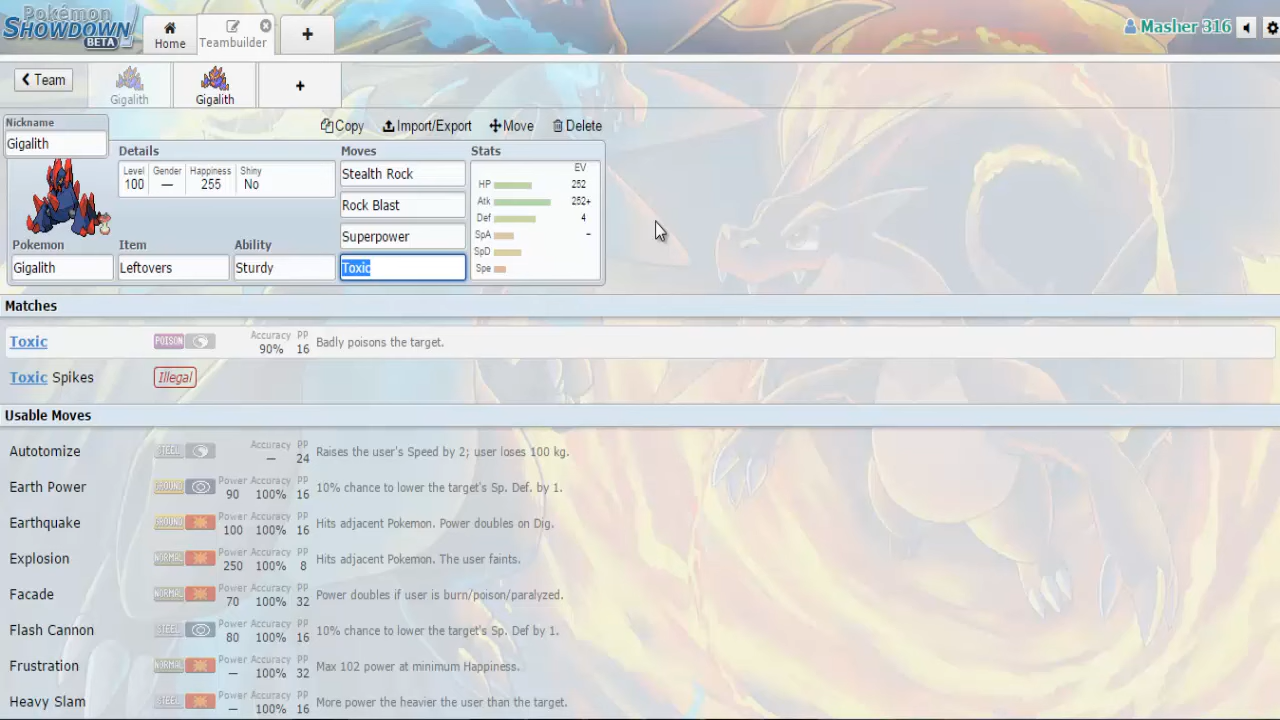 Pokémon
SHOWDOWN
BETA
Home
Teambuilder
+
Masher 316
Team
Gigalith
Gigalith
+
Nickname
Gigalith
Copy
Import/Export
Move
Delete
Details
Moves
Stats
Level
100
Gender
—
Happiness
255
Shiny
No
Stealth Rock
Rock Blast
Superpower
Toxic
EV
HP 252
Atk 252+
Def 4
SpA -
SpD
Spe
Pokemon
Gigalith
Item
Leftovers
Ability
Sturdy
Matches
Toxic POISON Accuracy 90% PP 16 Badly poisons the target.
Toxic Spikes Illegal
Usable Moves
Autotomize STEEL Accuracy — PP 24 Raises the user's Speed by 2; user loses 100 kg.
Earth Power GROUND Power 90 Accuracy 100% PP 16 10% chance to lower the target's Sp. Def. by 1.
Earthquake GROUND Power 100 Accuracy 100% PP 16 Hits adjacent Pokemon. Power doubles on Dig.
Explosion NORMAL Power 250 Accuracy 100% PP 8 Hits adjacent Pokemon. The user faints.
Facade NORMAL Power 70 Accuracy 100% PP 32 Power doubles if user is burn/poison/paralyzed.
Flash Cannon STEEL Power 80 Accuracy 100% PP 16 10% chance to lower the target's Sp. Def by 1.
Frustration NORMAL Power — Accuracy 100% PP 32 Max 102 power at minimum Happiness.
Heavy Slam STEEL Power — Accuracy 100% PP 16 More power the heavier the user than the target.